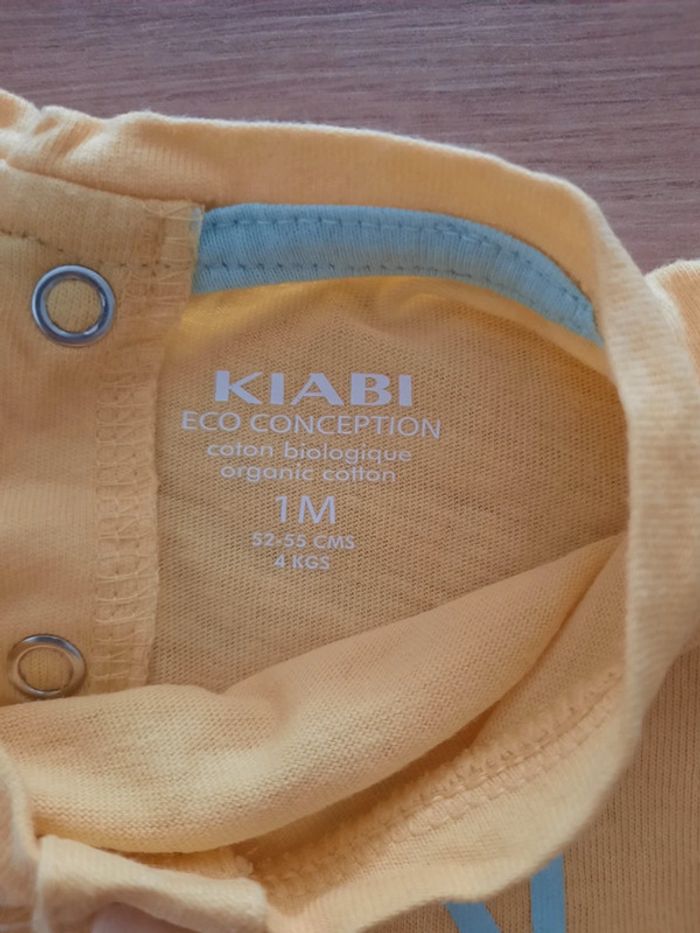 KIABI
ECO CONCEPTION
coton biologique
organic cotton
1M
52-55 CMS
4 KGS